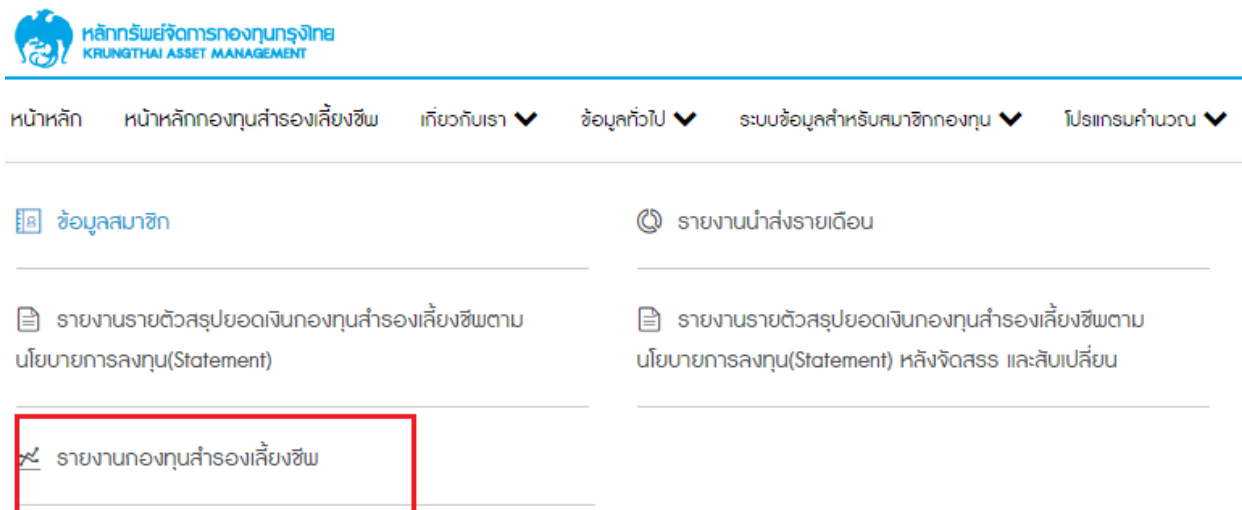 หลักทรัพย์จัดการกองทุนกรุงไทย
KRUNGTHAI ASSET MANAGEMENT
หน้าหลัก หน้าหลักกองทุนสำรองเลี้ยงชีพ เกี่ยวกับเรา ข้อมูลทั่วไป ระบบข้อมูลสำหรับสมาชิกกองทุน โปรแกรมคำนวณ
ข้อมูลสมาชิก รายงานนำส่งรายเดือน
รายงานรายตัวสรุปยอดเงินกองทุนสำรองเลี้ยงชีพตาม
นโยบายการลงทุน(Statement)
รายงานรายตัวสรุปยอดเงินกองทุนสำรองเลี้ยงชีพตาม
นโยบายการลงทุน(Statement) หลังจัดสรร และสับเปลี่ยน
รายงานกองทุนสำรองเลี้ยงชีพ